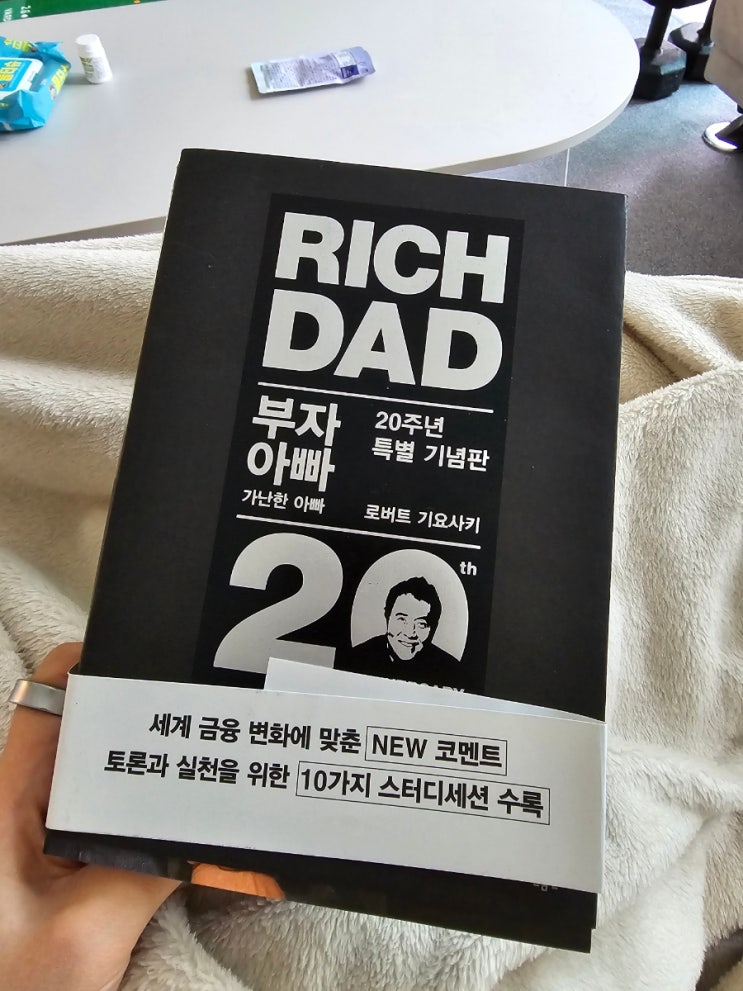 RICH
DAD
부자
아빠
가난한 아빠
20주년
특별 기념판
로버트 기요사키
20th
세계 금융 변화에 맞춘 NEW 코멘트
토론과 실천을 위한 10가지 스터디세션 수록